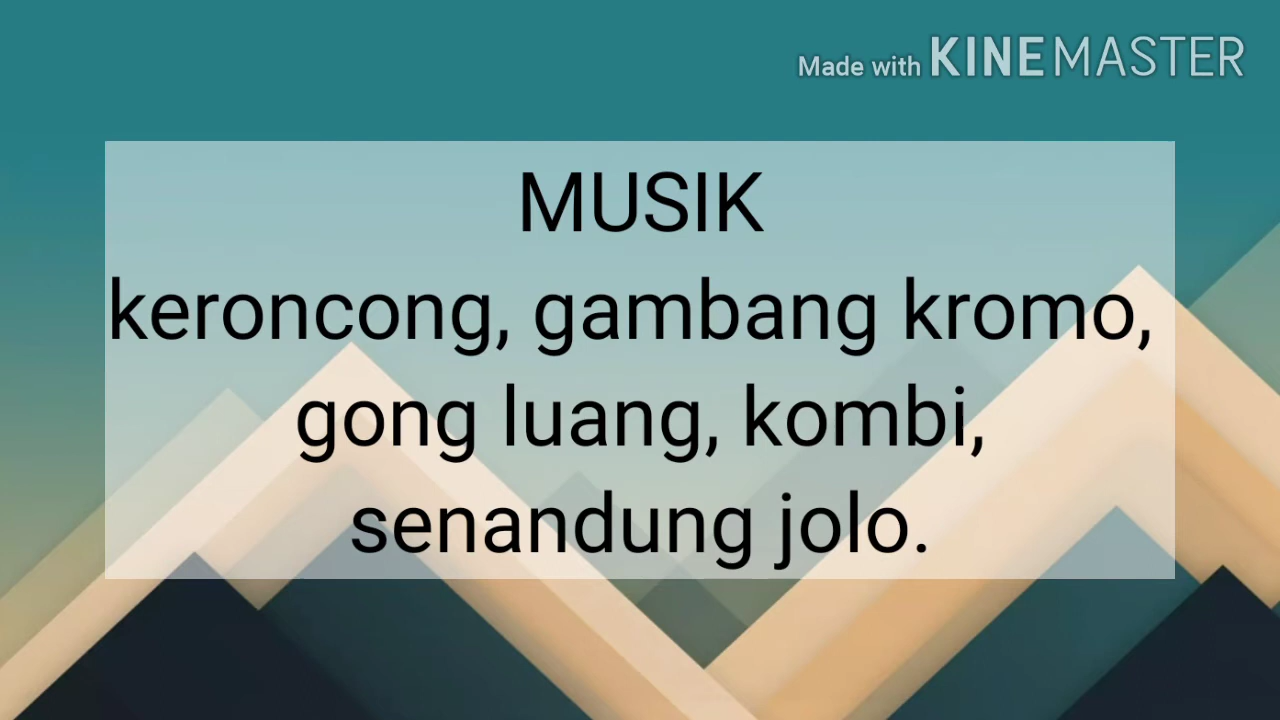 Made with KINEMASTER
MUSIK
keroncong, gambang kromo,
gong luang, kombi,
senandung jolo.